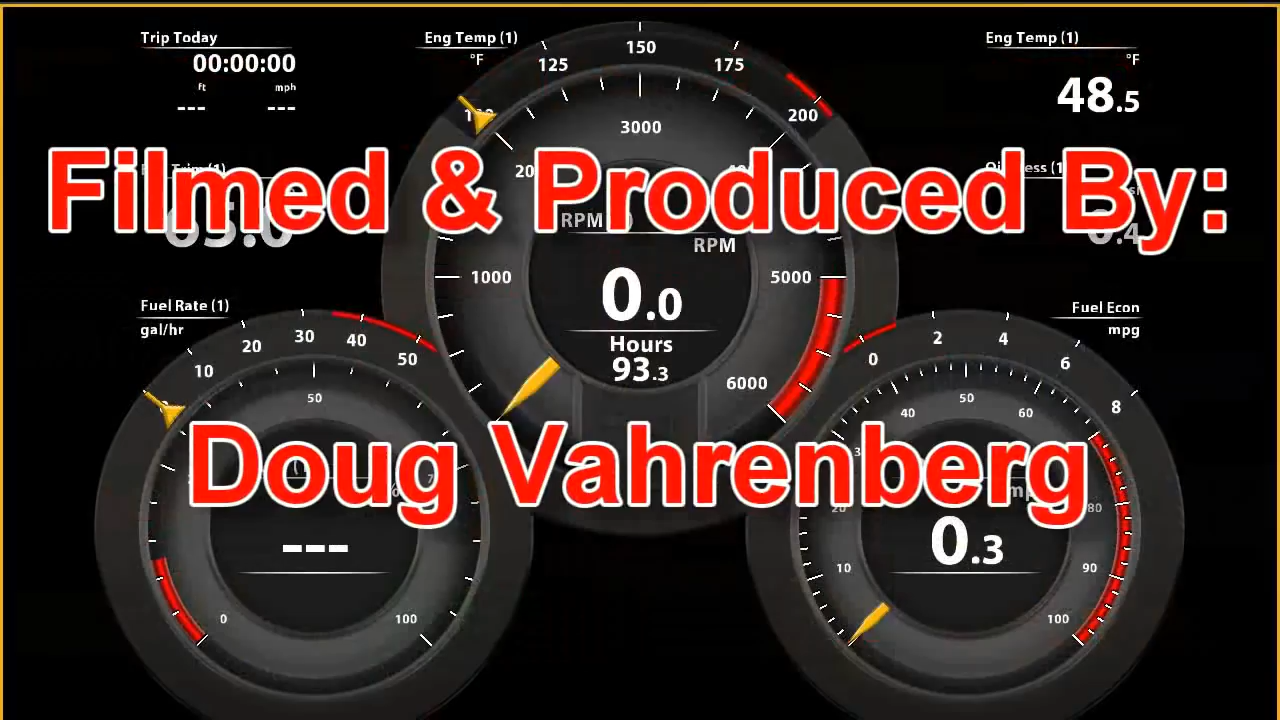 Trip Today
00:00:00
ft mph
--- ---
Eng Temp (1)
°F
125 150 175 200
Eng Temp (1)
°F
48.5
3000
Filmed & Produced By:
RPM
RPM
1000 5000
0.0
Hours
93.3
6000
Fuel Rate (1)
gal/hr
10 20 30 40 50
50
---
0 100
Fuel Econ
mpg
0 2 4 6 8
40 50 60
Doug Vahrenberg
80
0.3
10 90
100